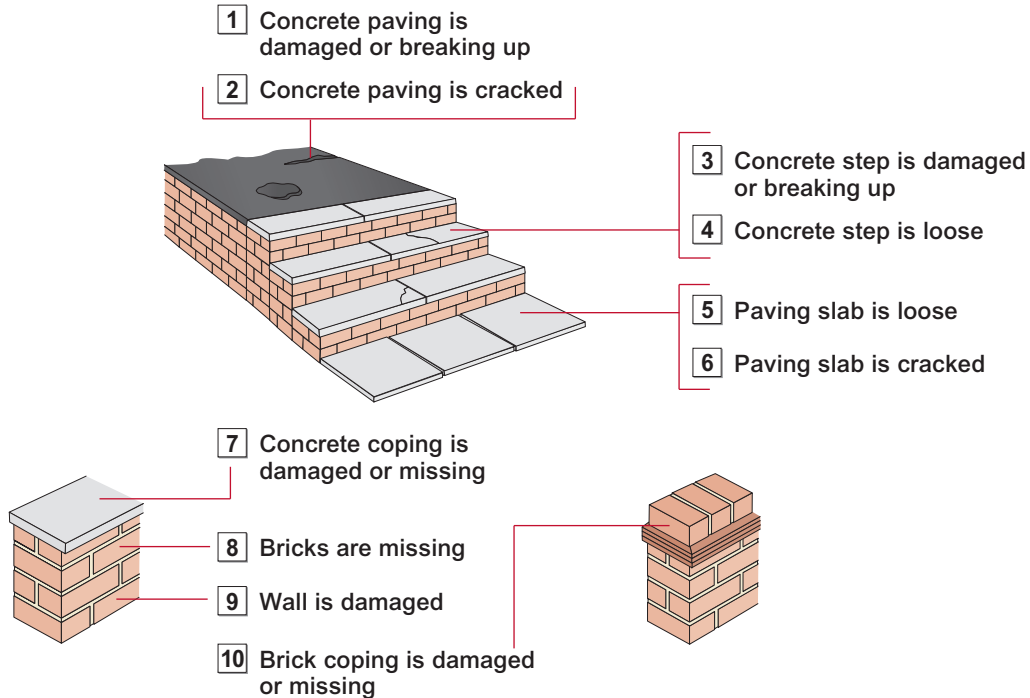 1 Concrete paving is
damaged or breaking up
2 Concrete paving is cracked
3 Concrete step is damaged
or breaking up
4 Concrete step is loose
5 Paving slab is loose
6 Paving slab is cracked
7 Concrete coping is
damaged or missing
8 Bricks are missing
9 Wall is damaged
10 Brick coping is damaged
or missing